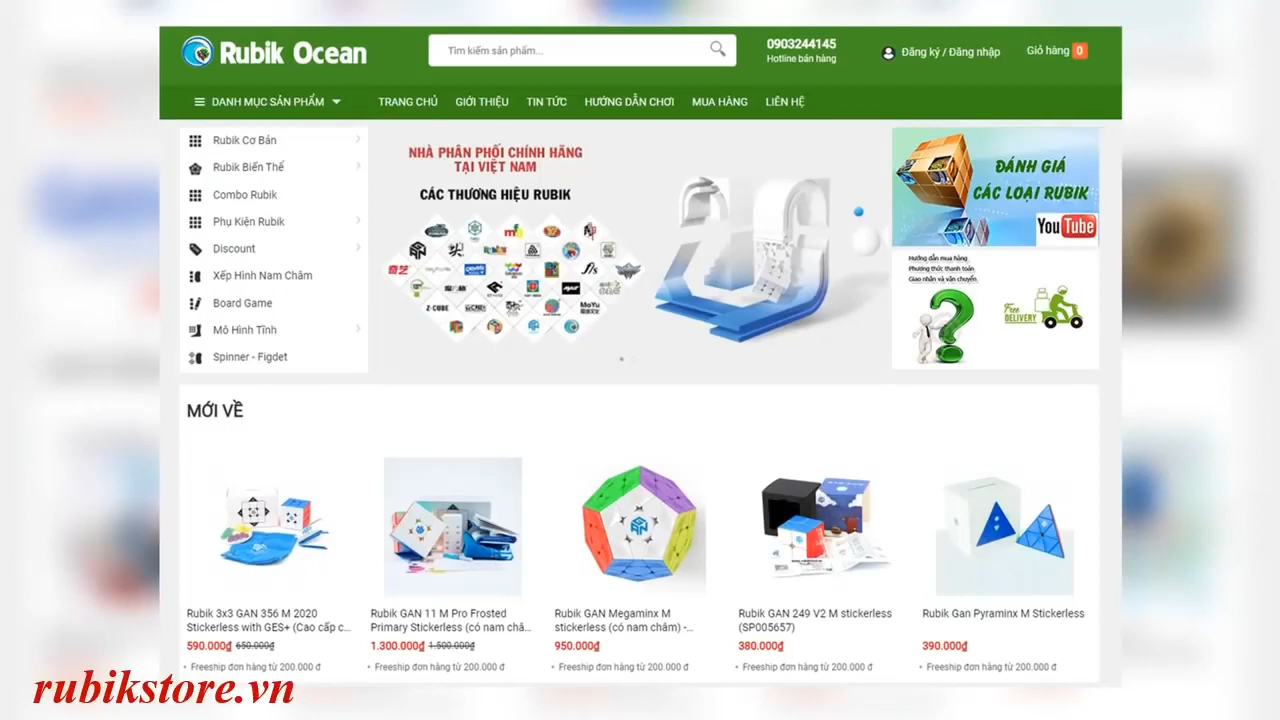 Rubik Ocean
Tìm kiếm sản phẩm...
0903244145
Hotline bán hàng
Đăng ký / Đăng nhập
Giỏ hàng 0
DANH MỤC SẢN PHẨM
TRANG CHỦ
GIỚI THIỆU
TIN TỨC
HƯỚNG DẪN CHƠI
MUA HÀNG
LIÊN HỆ
Rubik Cơ Bản
Rubik Biến Thể
Combo Rubik
Phụ Kiện Rubik
Discount
Xếp Hình Nam Châm
Board Game
Mô Hình Tĩnh
Spinner - Figdet
NHÀ PHÂN PHỐI CHÍNH HÃNG
TẠI VIỆT NAM
CÁC THƯƠNG HIỆU RUBIK
Z-CUBE
MoYu
ĐÁNH GIÁ
CÁC LOẠI RUBIK
YouTube
Hướng dẫn mua hàng
Phương thức thanh toán
Giao nhận và vận chuyển
Free
DELIVERY
MỚI VỀ
Rubik 3x3 GAN 356 M 2020
Stickerless with GES+ (Cao cấp c...
590.000₫ 650.000₫
• Freeship đơn hàng từ 200.000 đ
Rubik GAN 11 M Pro Frosted
Primary Stickerless (có nam châ...
1.300.000₫ 1.500.000₫
• Freeship đơn hàng từ 200.000 đ
Rubik GAN Megaminx M
stickerless (có nam châm) -...
950.000₫
• Freeship đơn hàng từ 200.000 đ
Rubik GAN 249 V2 M stickerless
(SP005657)
380.000₫
• Freeship đơn hàng từ 200.000 đ
Rubik Gan Pyraminx M Stickerless
390.000₫
• Freeship đơn hàng từ 200.000 đ
rubikstore.vn